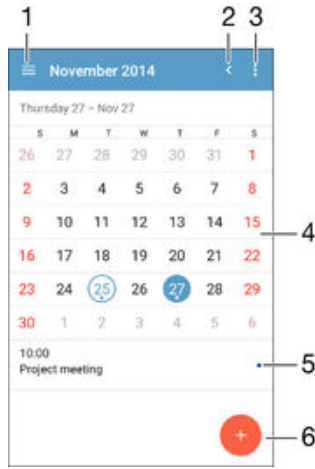 1 2 3
November 2014
Thursday 27 – Nov 27
S M T W T F S
26 27 28 29 30 31 1
2 3 4 5 6 7 8
9 10 11 12 13 14 15
4
16 17 18 19 20 21 22
23 24 25 26 27 28 29
30 1 2 3 4 5 6
10:00
Project meeting
5
+
6